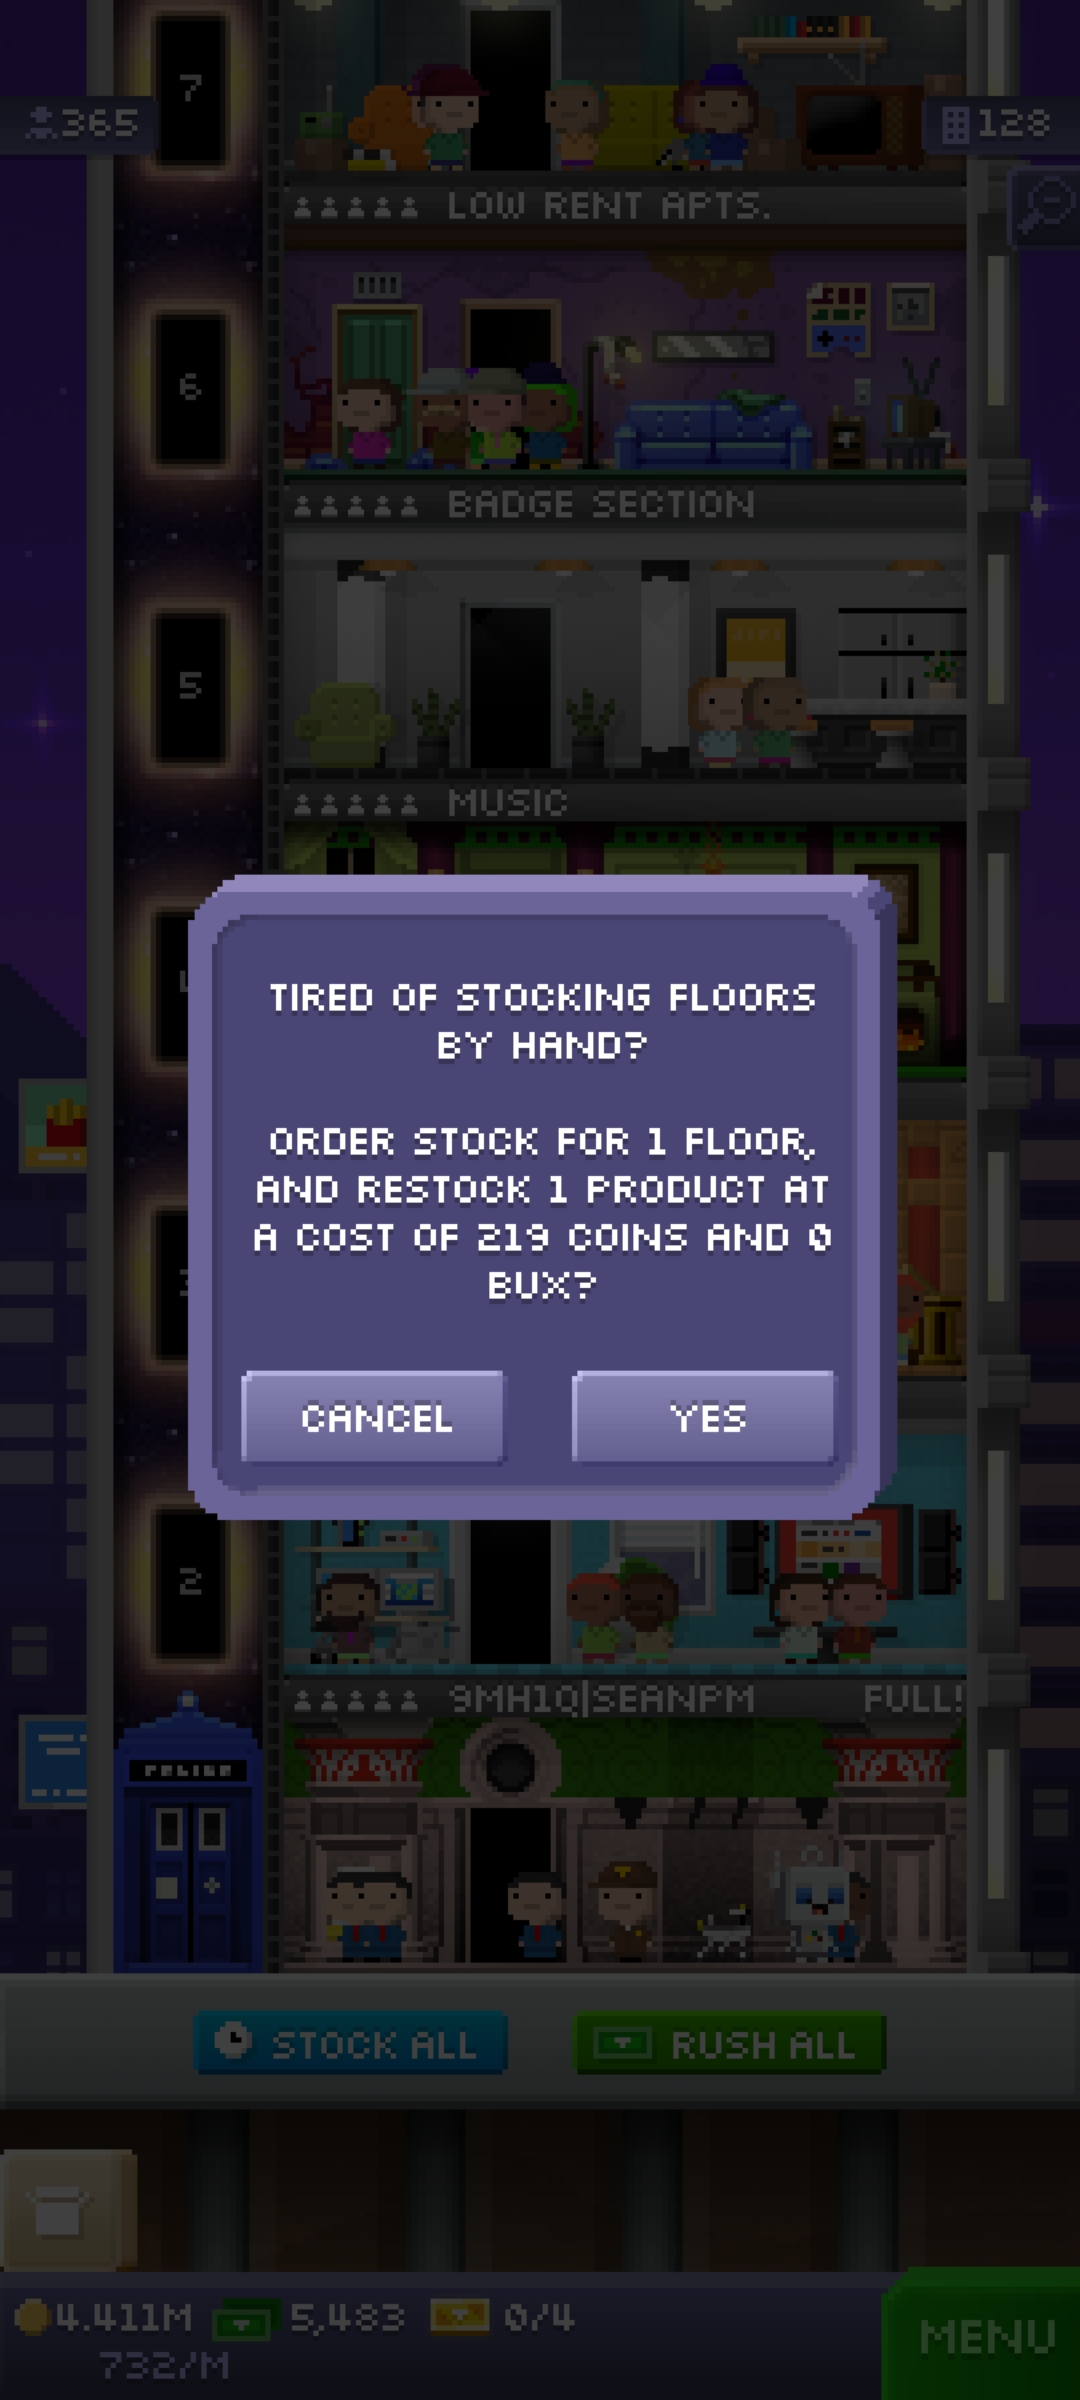 7
365
128
LOW RENT APTS.
6
BADGE SECTION
5
MUSIC
TIRED OF STOCKING FLOORS
BY HAND?
ORDER STOCK FOR 1 FLOOR,
AND RESTOCK 1 PRODUCT AT
A COST OF 219 COINS AND 0
BUX?
CANCEL
YES
2
9MH1Q|SEANPM
FULL!
POLICE
STOCK ALL
RUSH ALL
4.411M
5,483
0/4
732/M
MENU